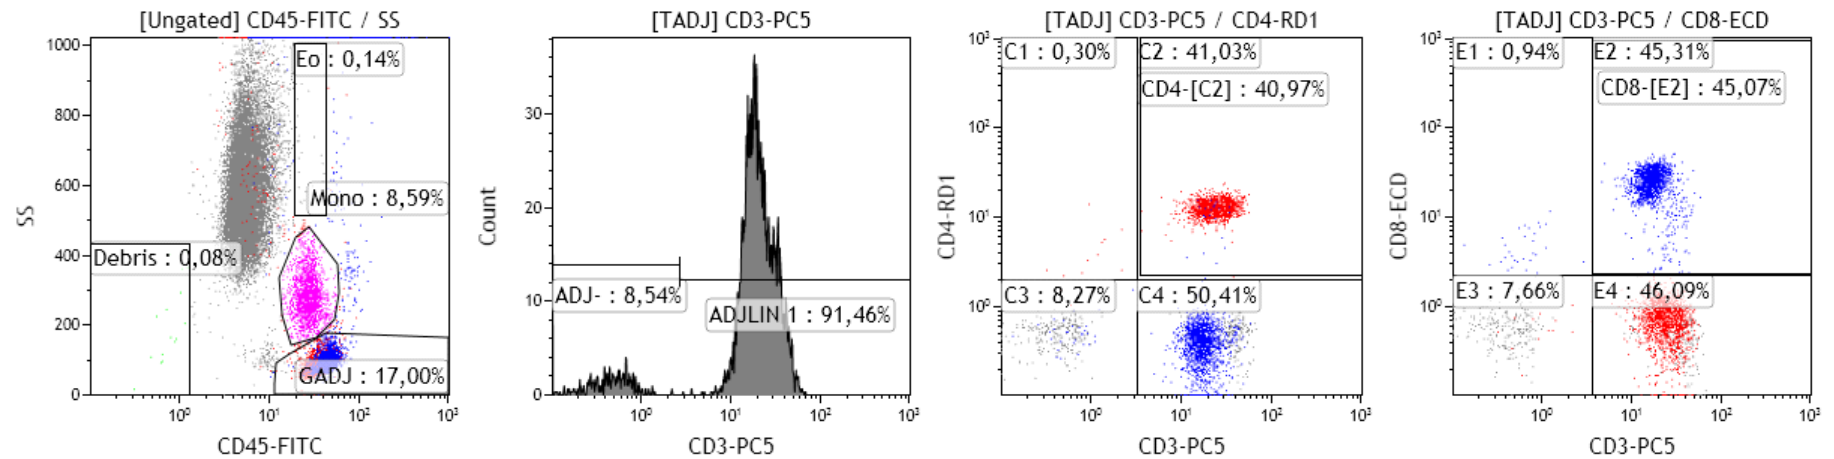 [Ungated] CD45-FITC / SS
1000
800
600
400
200
0
SS
Eo : 0,14%
Mono : 8,59%
Debris : 0,08%
GADJ : 17,00%
10⁰
10¹
10²
10³
CD45-FITC
[TADJ] CD3-PC5
30
20
10
0
Count
ADJ- : 8,54%
ADJLIN 1 : 91,46%
10⁰
10¹
10²
10³
CD3-PC5
[TADJ] CD3-PC5 / CD4-RD1
10³
10²
10¹
10⁰
CD4-RD1
C1 : 0,30%
C2 : 41,03%
CD4-[C2] : 40,97%
C3 : 8,27%
C4 : 50,41%
10⁰
10¹
10²
10³
CD3-PC5
[TADJ] CD3-PC5 / CD8-ECD
10³
10²
10¹
10⁰
CD8-ECD
E1 : 0,94%
E2 : 45,31%
CD8-[E2] : 45,07%
E3 : 7,66%
E4 : 46,09%
10⁰
10¹
10²
10³
CD3-PC5